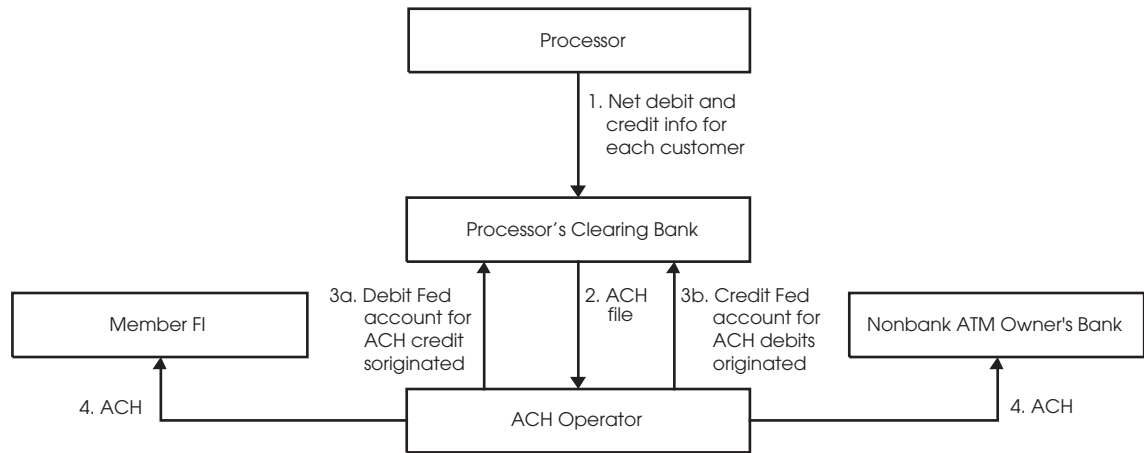 Processor
1. Net debit and
credit info for
each customer
Processor's Clearing Bank
3a. Debit Fed
account for
ACH credit
soriginated
2. ACH
file
3b. Credit Fed
account for
ACH debits
originated
Member FI
Nonbank ATM Owner's Bank
4. ACH
ACH Operator
4. ACH